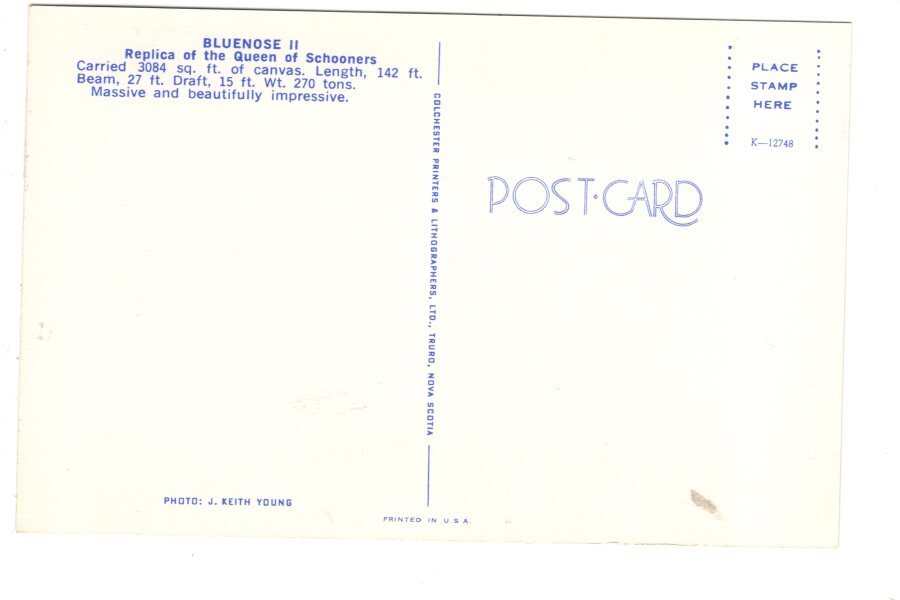 BLUENOSE II
Replica of the Queen of Schooners
Carried 3084 sq. ft. of canvas. Length, 142 ft.
Beam, 27 ft. Draft, 15 ft. Wt. 270 tons.
Massive and beautifully impressive.
COLCHESTER PRINTERS & LITHOGRAPHERS, LTD., TRURO, NOVA SCOTIA
PLACE
STAMP
HERE
K—12748
POST·CARD
PHOTO: J. KEITH YOUNG
PRINTED IN U.S.A.